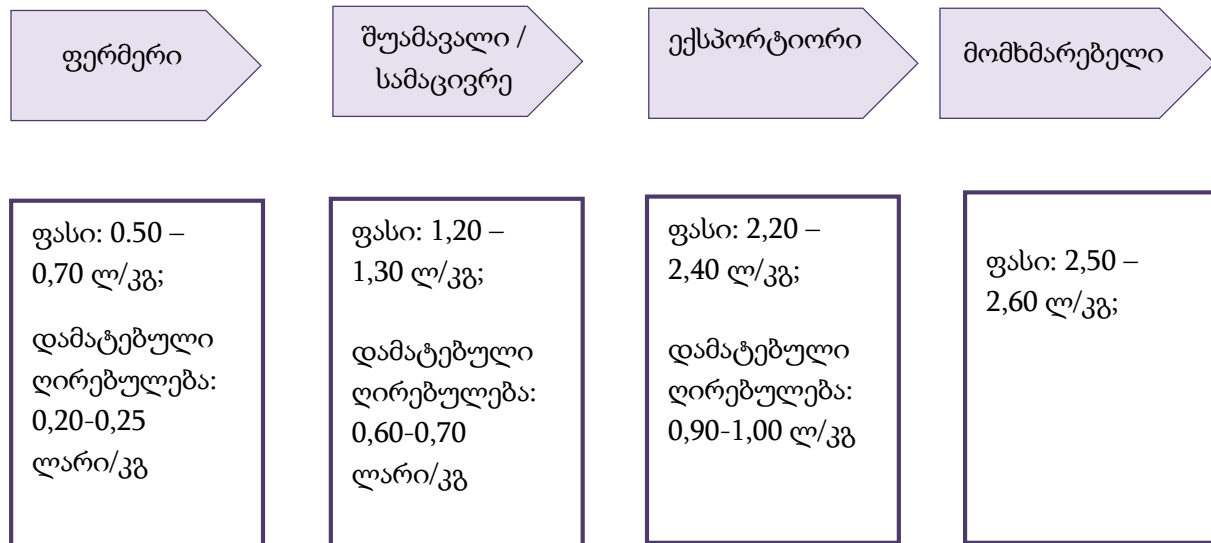 ფერმერი
შუამავალი /
სამაცივრე
ექსპორტიორი
მომხმარებელი
ფასი: 0.50 –
0,70 ლ/კგ;
დამატებული
ღირებულება:
0,20-0,25
ლარი/კგ
ფასი: 1,20 –
1,30 ლ/კგ;
დამატებული
ღირებულება:
0,60-0,70
ლარი/კგ
ფასი: 2,20 –
2,40 ლ/კგ;
დამატებული
ღირებულება:
0,90-1,00 ლ/კგ
ფასი: 2,50 –
2,60 ლ/კგ;